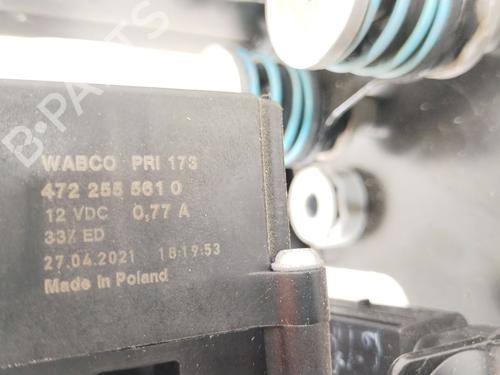 B-PARTS
WABCO PRI 173
472 255 561 0
12 VDC 0,77 A
33% ED
27.04.2021 18:19:53
Made in Poland